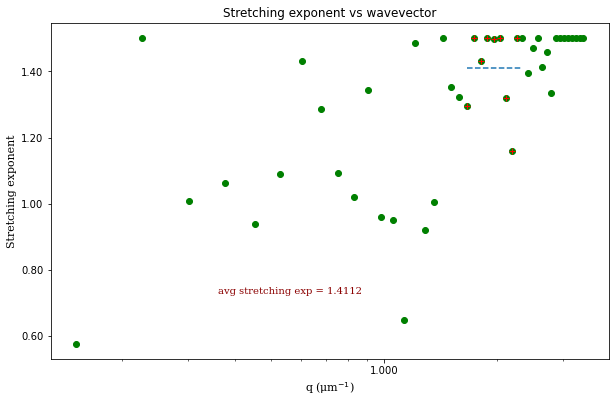 Stretching exponent vs wavevector
Stretching exponent
1.40
1.20
1.00
0.80
0.60
avg stretching exp = 1.4112
1.000
q (μm⁻¹)